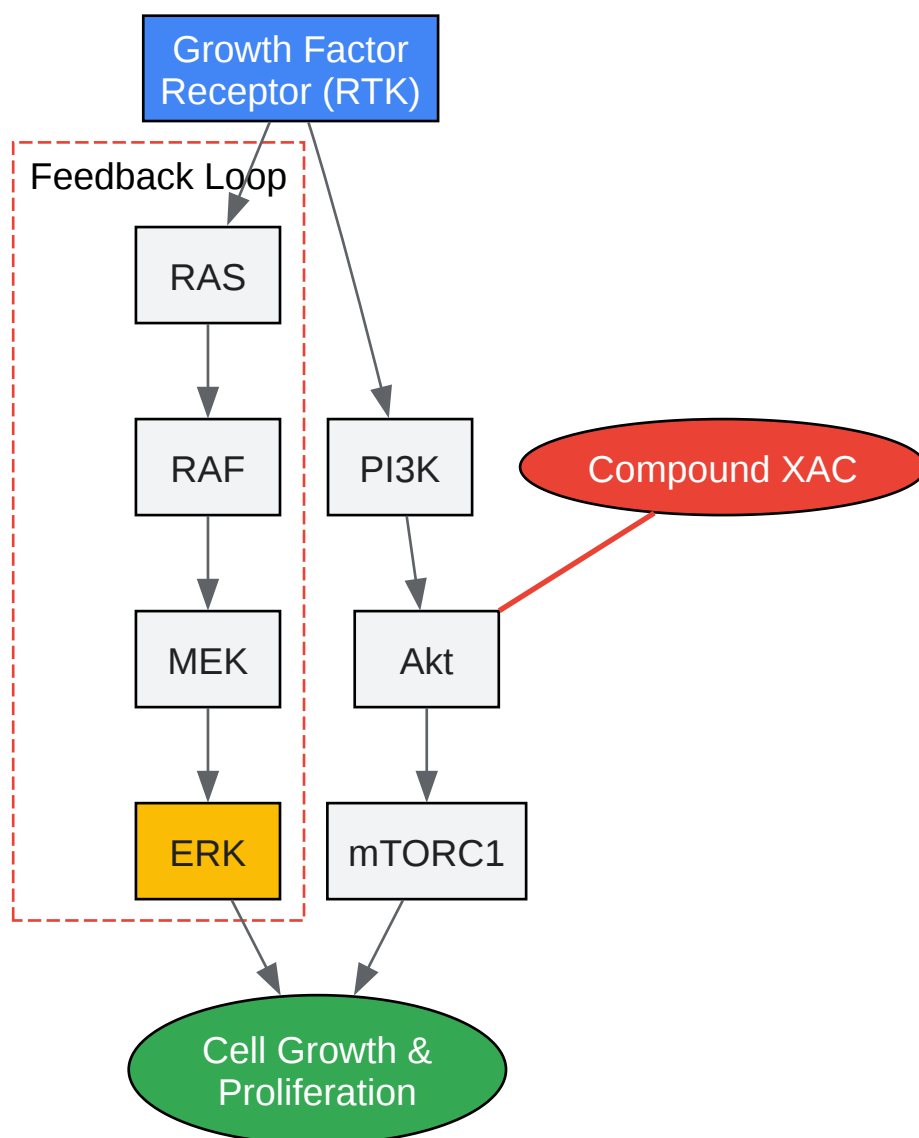 Growth Factor
Receptor (RTK)
Feedback Loop
RAS
RAF
PI3K
Compound XAC
MEK
Akt
ERK
mTORC1
Cell Growth &
Proliferation